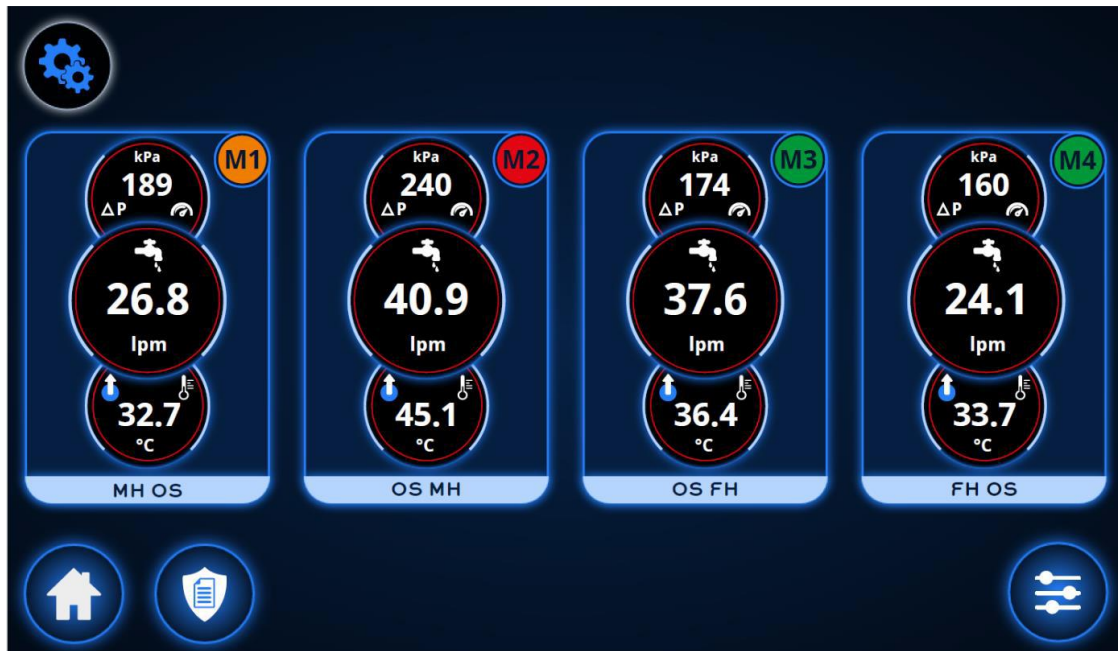 M1
kPa
189
ΔP
26.8
lpm
32.7
°C
MH OS
M2
kPa
240
ΔP
40.9
lpm
45.1
°C
OS MH
M3
kPa
174
ΔP
37.6
lpm
36.4
°C
OS FH
M4
kPa
160
ΔP
24.1
lpm
33.7
°C
FH OS